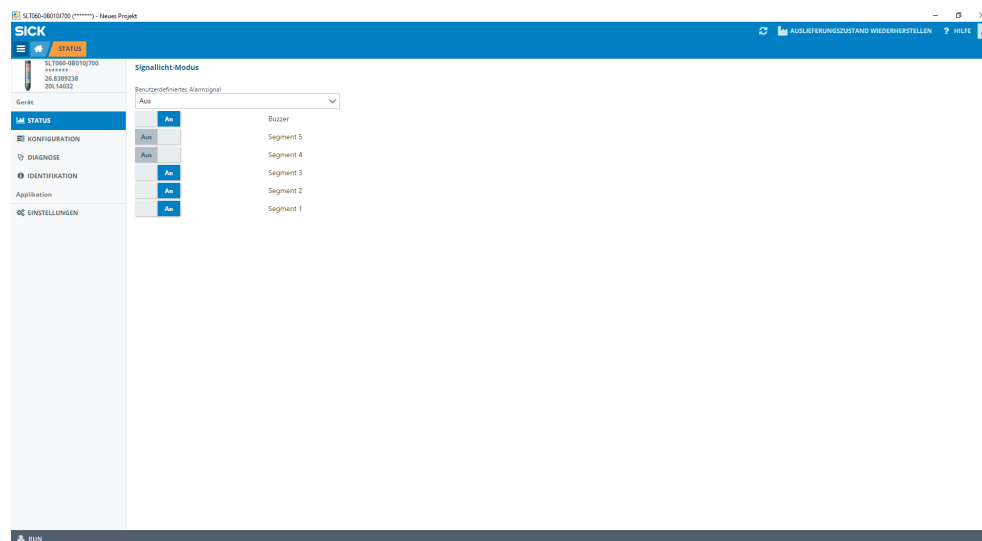 SLT060-0B010J700 (*******) - Neues Projekt
SICK
AUSLIEFERUNGSZUSTAND WIEDERHERSTELLEN
? HILFE
STATUS
SLT060-0B010J700
*******
26.8389238
20L14032
Gerät
STATUS
KONFIGURATION
DIAGNOSE
IDENTIFIKATION
Applikation
EINSTELLUNGEN
Signallicht-Modus
Benutzerdefiniertes Alarmsignal
Aus
An Buzzer
Aus Segment 5
Aus Segment 4
An Segment 3
An Segment 2
An Segment 1
RUN